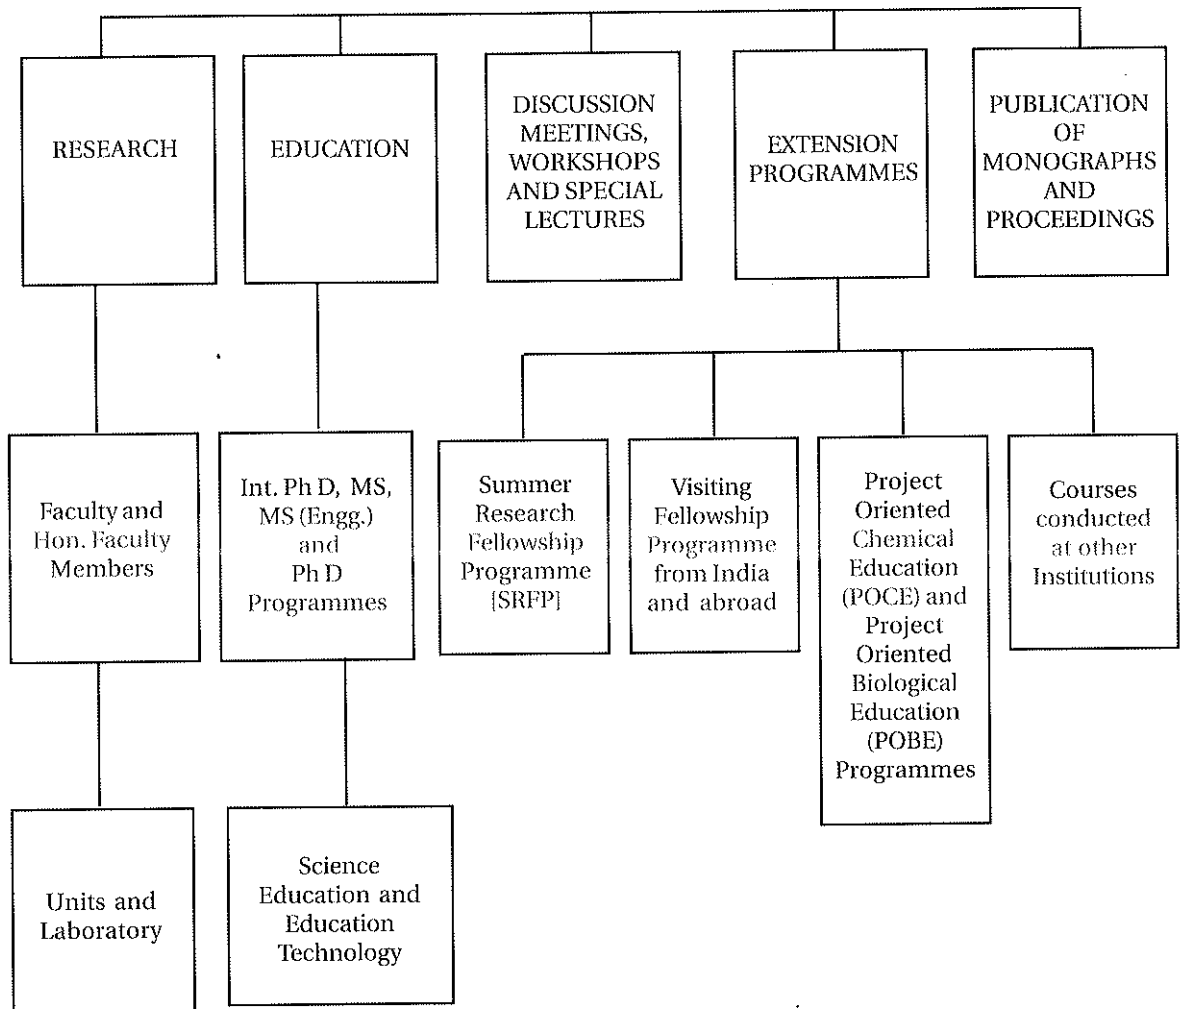 RESEARCH
EDUCATION
DISCUSSION
MEETINGS,
WORKSHOPS
AND SPECIAL
LECTURES
EXTENSION
PROGRAMMES
PUBLICATION
OF
MONOGRAPHS
AND
PROCEEDINGS
Faculty and
Hon. Faculty
Members
Int. Ph D, MS,
MS (Engg.)
and
Ph D
Programmes
Summer
Research
Fellowship
Programme
[SRFP]
Visiting
Fellowship
Programme
from India
and abroad
Project
Oriented
Chemical
Education
(POCE) and
Project
Oriented
Biological
Education
(POBE)
Programmes
Courses
conducted
at other
Institutions
Units and
Laboratory
Science
Education and
Education
Technology